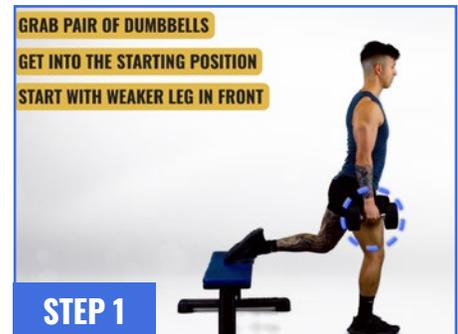 GRAB PAIR OF DUMBBELLS
GET INTO THE STARTING POSITION
START WITH WEAKER LEG IN FRONT
STEP 1